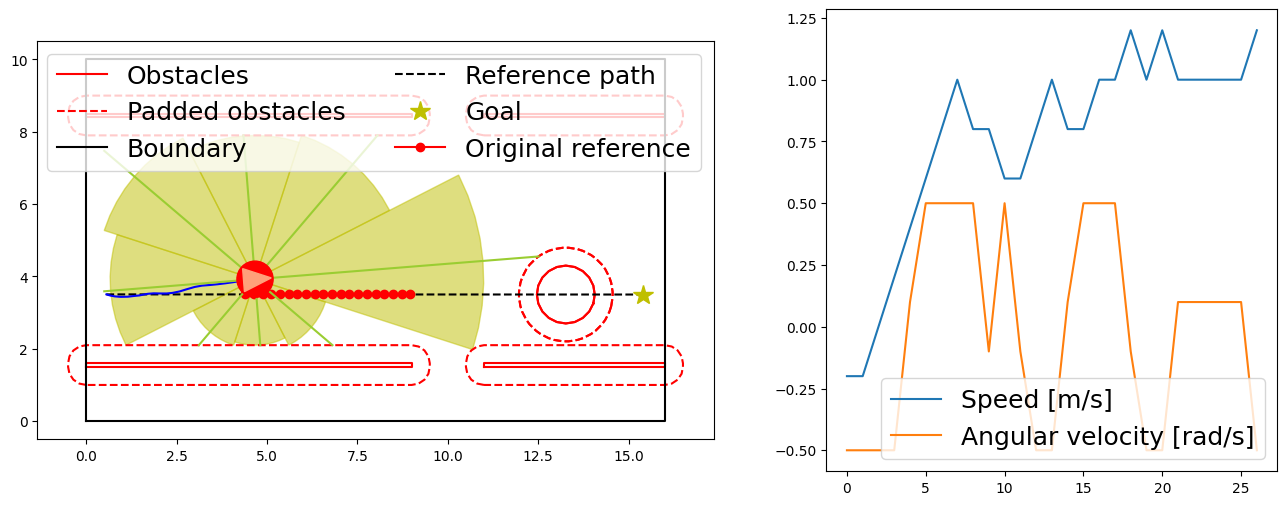 Obstacles
Padded obstacles
Boundary
Reference path
Goal
Original reference
10
8
6
4
2
0
0.0 2.5 5.0 7.5 10.0 12.5 15.0
1.25
1.00
0.75
0.50
0.25
0.00
−0.25
−0.50
Speed [m/s]
Angular velocity [rad/s]
0 5 10 15 20 25